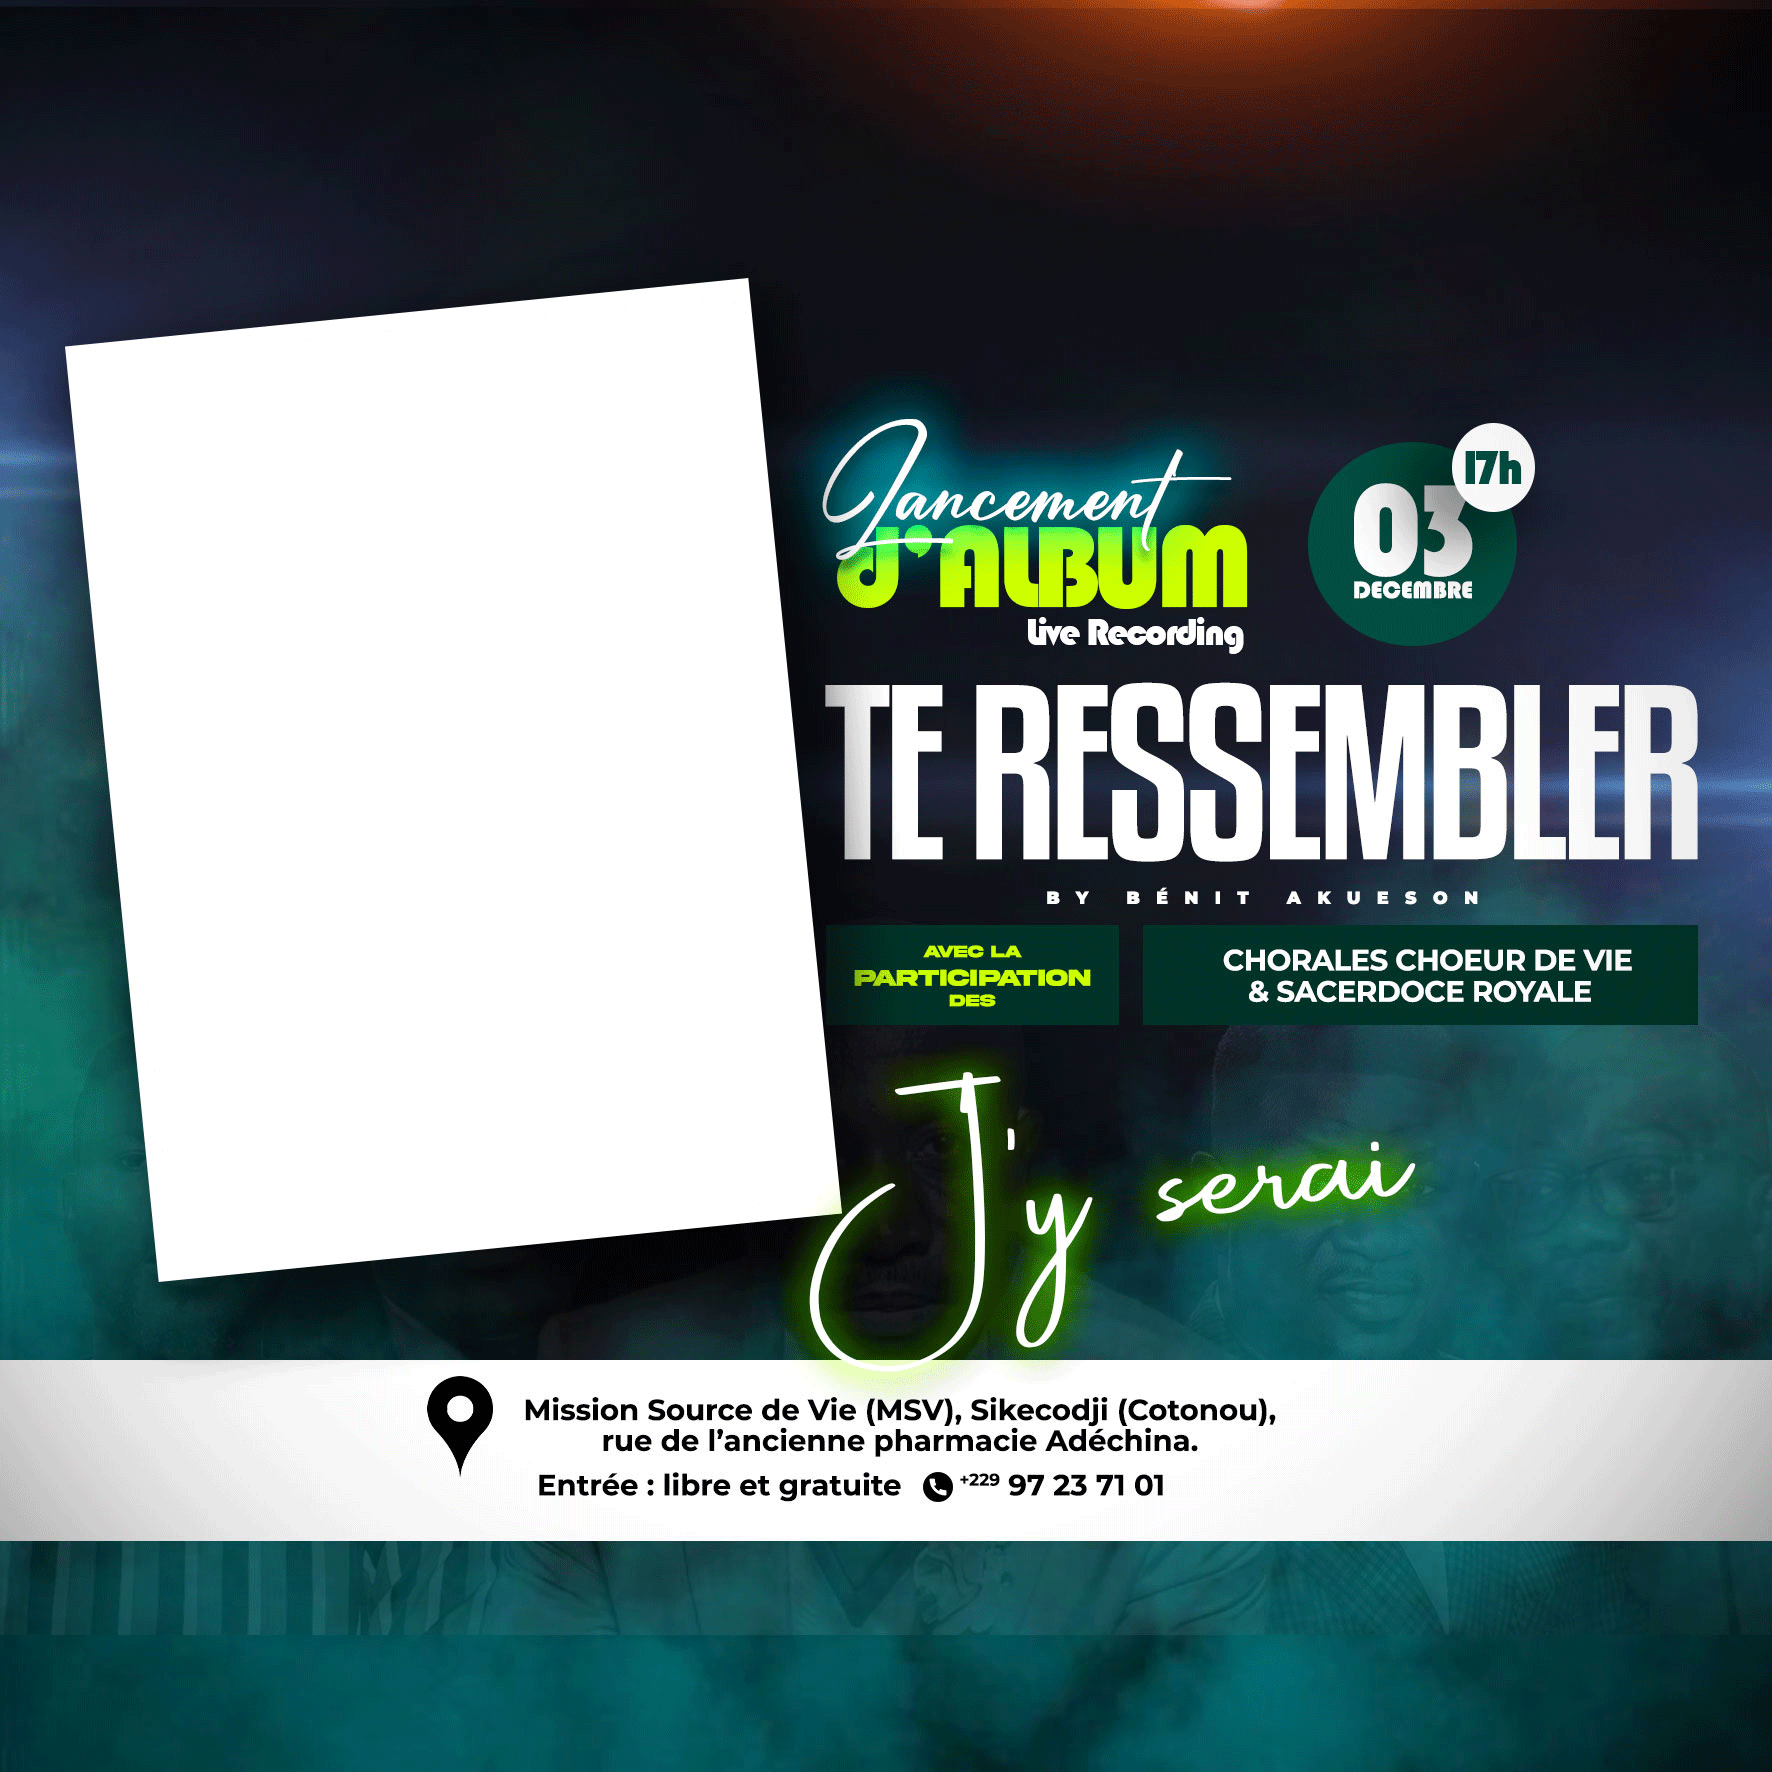 Lancement
d'ALBUM
Live Recording
17h
03
DECEMBRE
TE RESSEMBLER
BY BÉNIT AKUESON
AVEC LA
PARTICIPATION
DES
CHORALES CHOEUR DE VIE
& SACERDOCE ROYALE
J'y serai
Mission Source de Vie (MSV), Sikecodji (Cotonou),
rue de l'ancienne pharmacie Adéchina.
Entrée : libre et gratuite +229 97 23 71 01